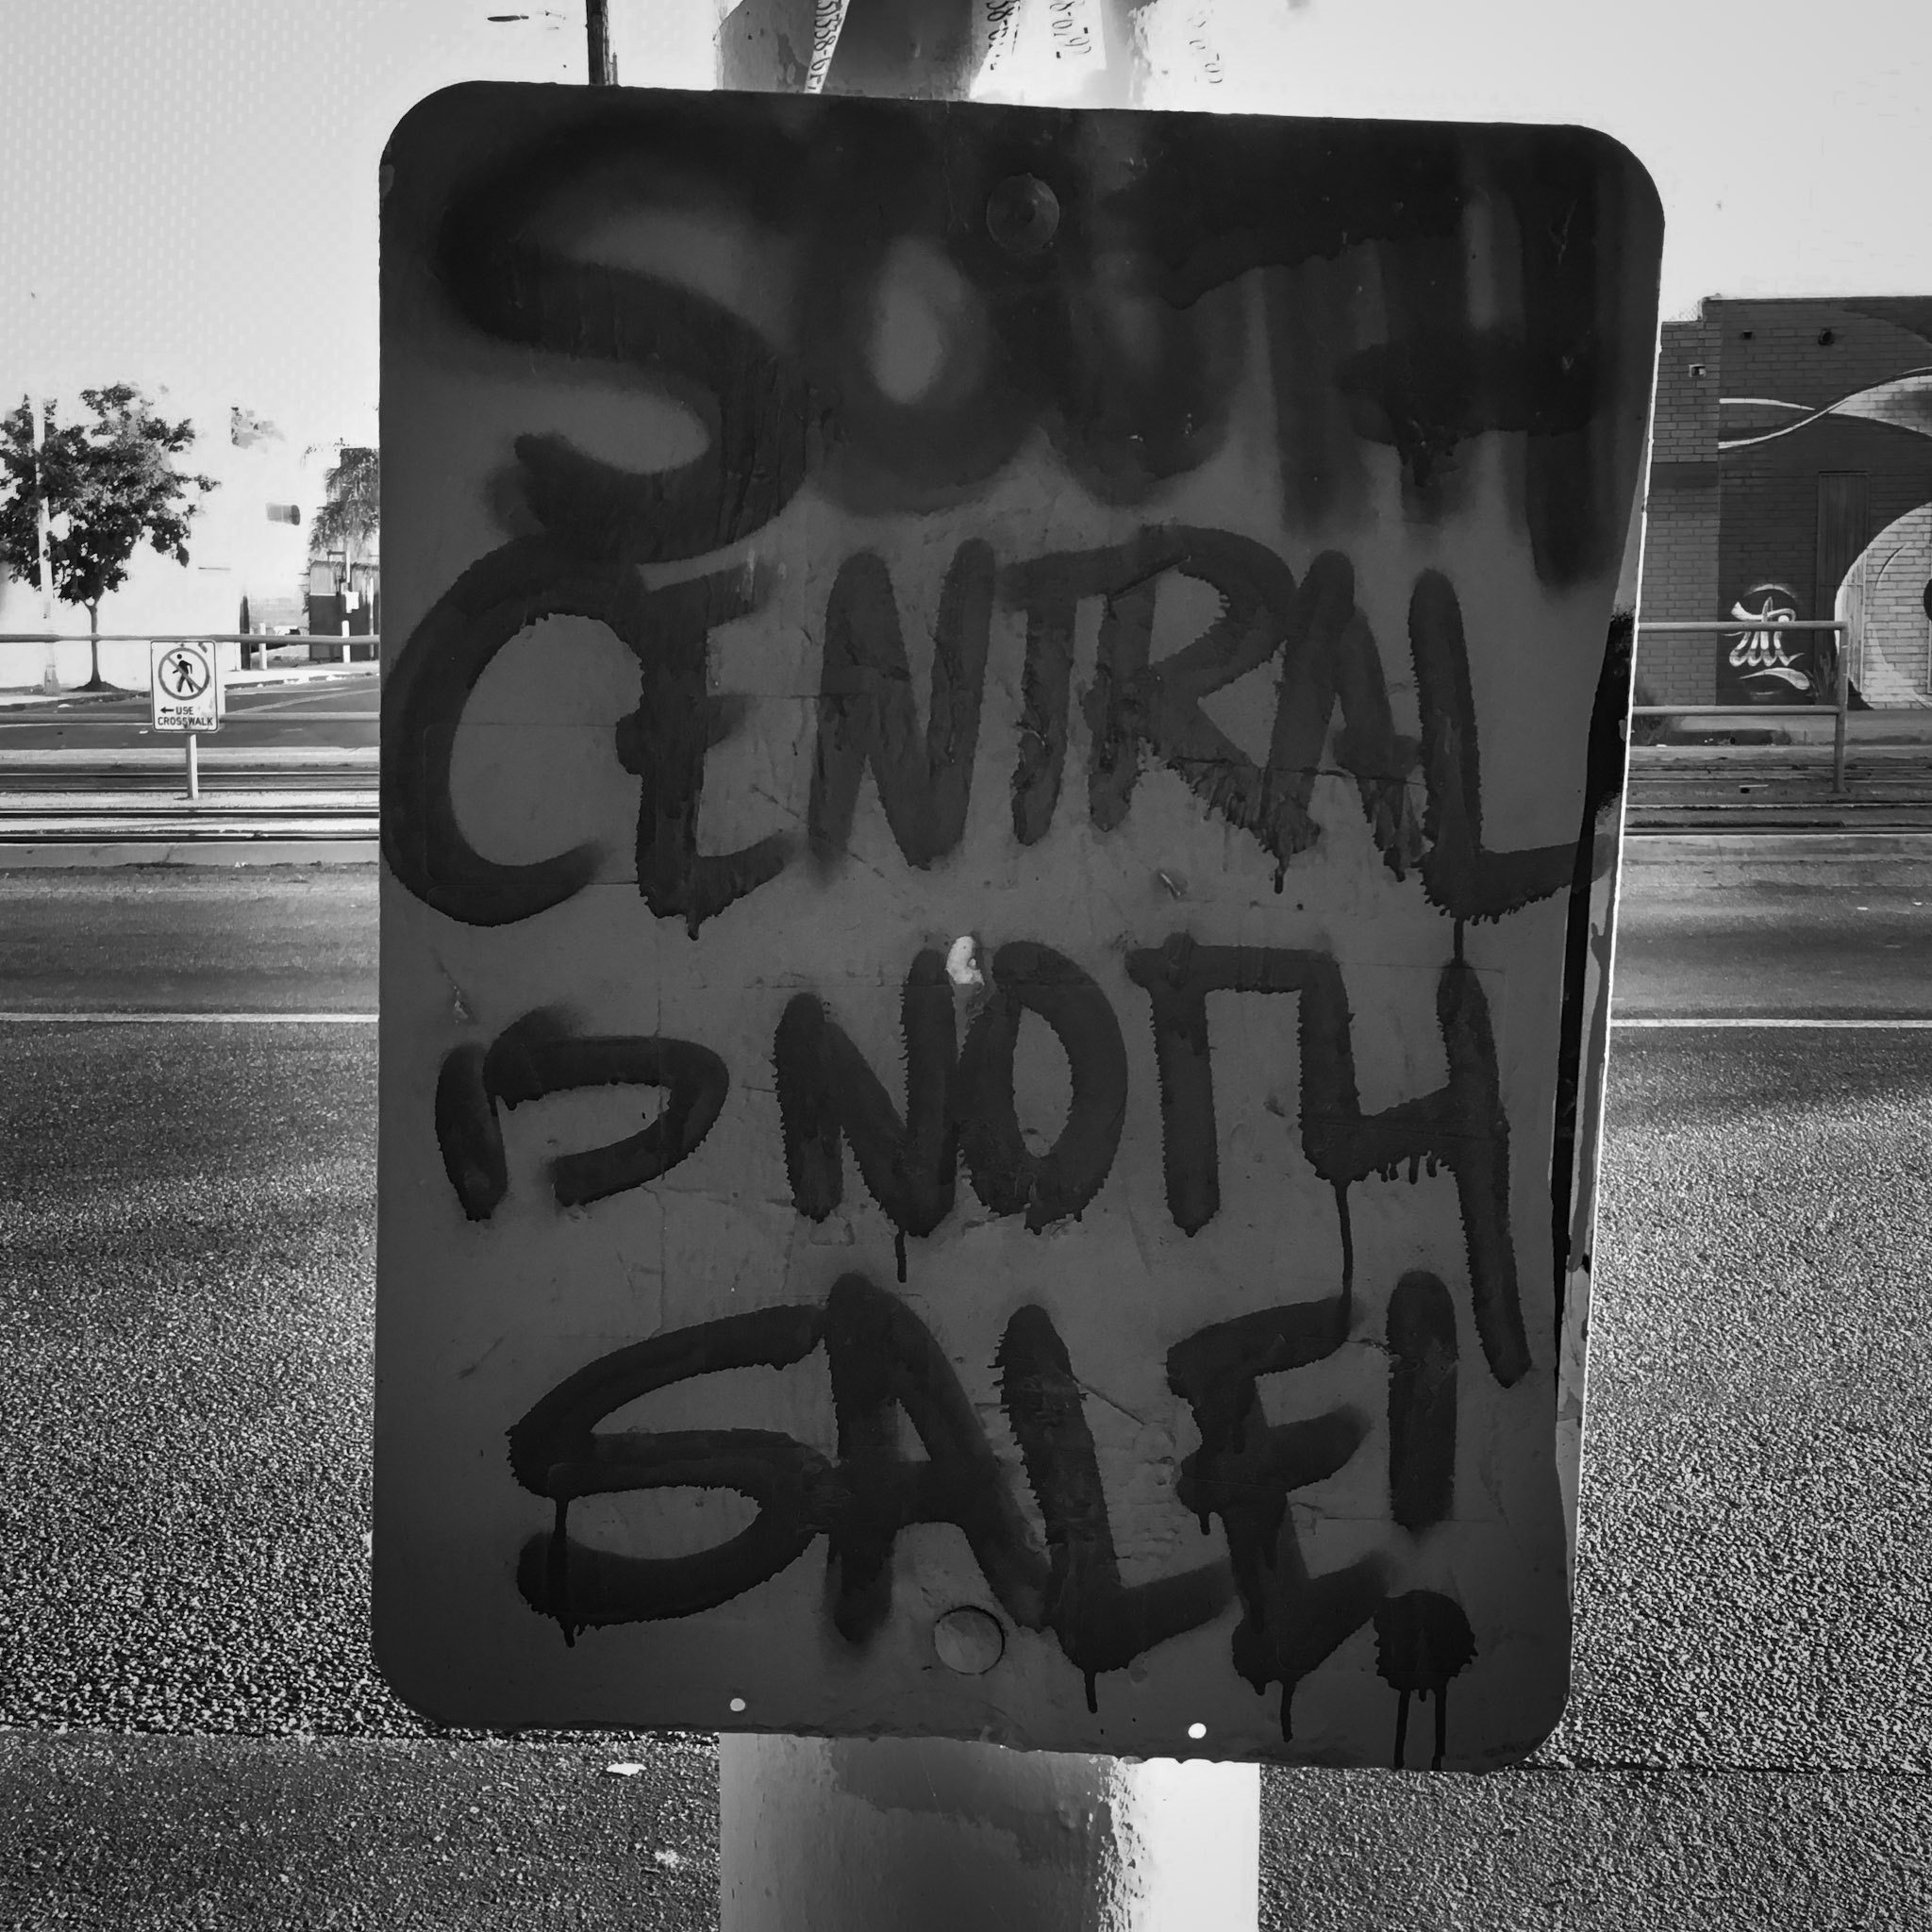 SOUTH
CENTRAL
IS NOT 4
SALE!
← USE
CROSSWALK